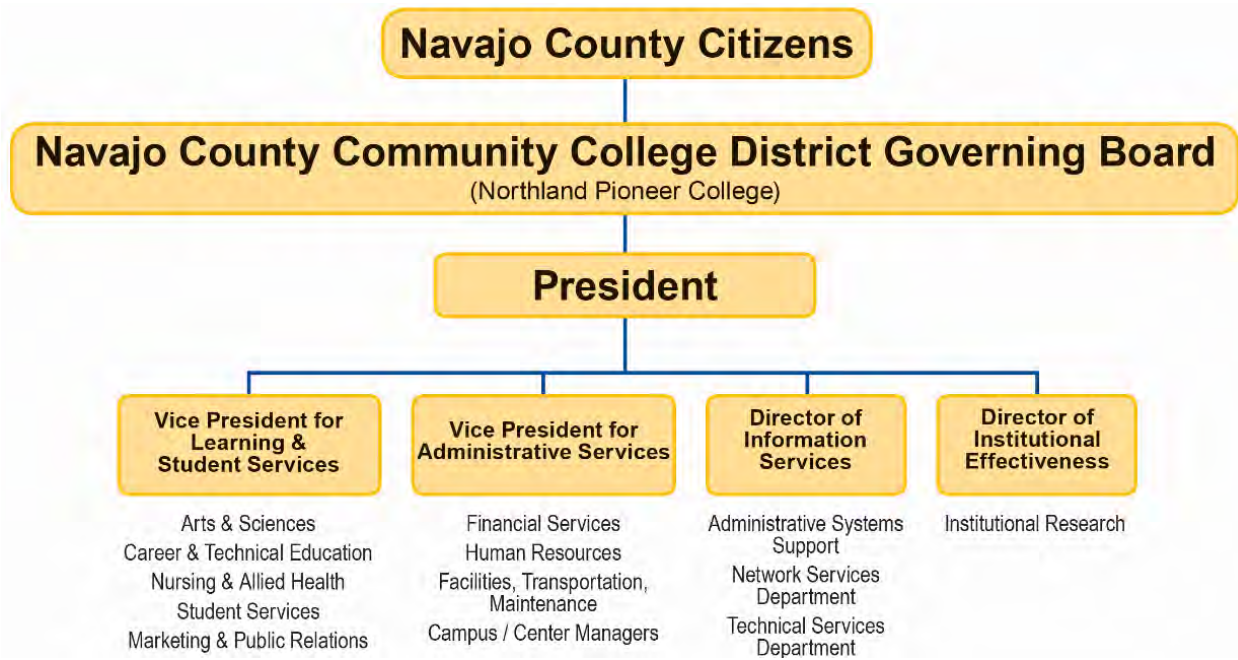 Navajo County Citizens
Navajo County Community College District Governing Board
(Northland Pioneer College)
President
Vice President for
Learning &
Student Services
Arts & Sciences
Career & Technical Education
Nursing & Allied Health
Student Services
Marketing & Public Relations
Vice President for
Administrative Services
Financial Services
Human Resources
Facilities, Transportation,
Maintenance
Campus / Center Managers
Director of
Information
Services
Administrative Systems
Support
Network Services
Department
Technical Services
Department
Director of
Institutional
Effectiveness
Institutional Research